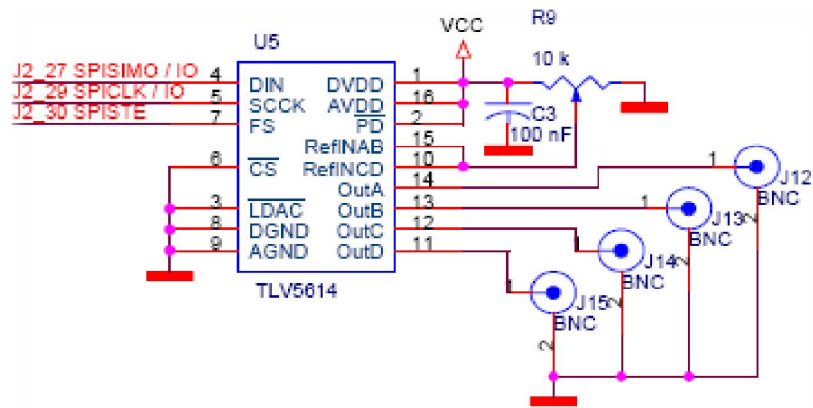 R9
VCC
U5
10 k
J2_27 SPISIMO / IO 4 DIN DVDD 1
J2_29 SPICLK / IO 5 SCCK AVDD 16
J2_30 SPISTE 7 FS PD 2
C3
100 nF
RefINAB 15
6 CS RefINCD 10
OutA 14
1 J12
BNC
2
3 LDAC OutB 13
1 J13
BNC
2
8 DGND OutC 12
1 J14
BNC
2
9 AGND OutD 11
1 J15
BNC
2
TLV5614